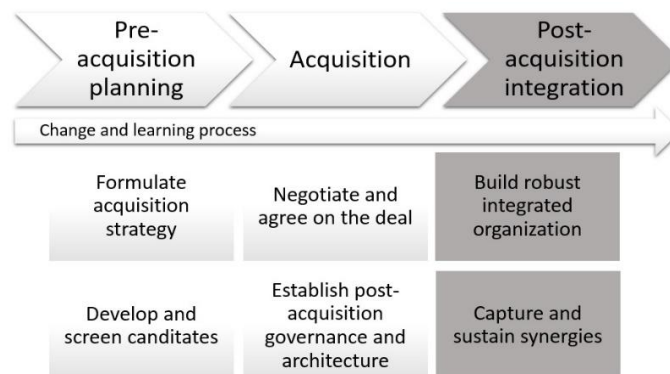 Pre-
acquisition
planning
Acquisition
Post-
acquisition
integration
Change and learning process
Formulate
acquisition
strategy
Negotiate and
agree on the deal
Build robust
integrated
organization
Develop and
screen canditates
Establish post-
acquisition
governance and
architecture
Capture and
sustain synergies